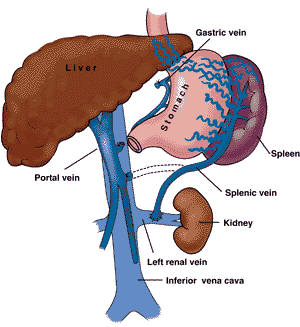 Gastric vein
Liver
Stomach
Spleen
Portal vein
Splenic vein
Kidney
Left renal vein
Inferior vena cava